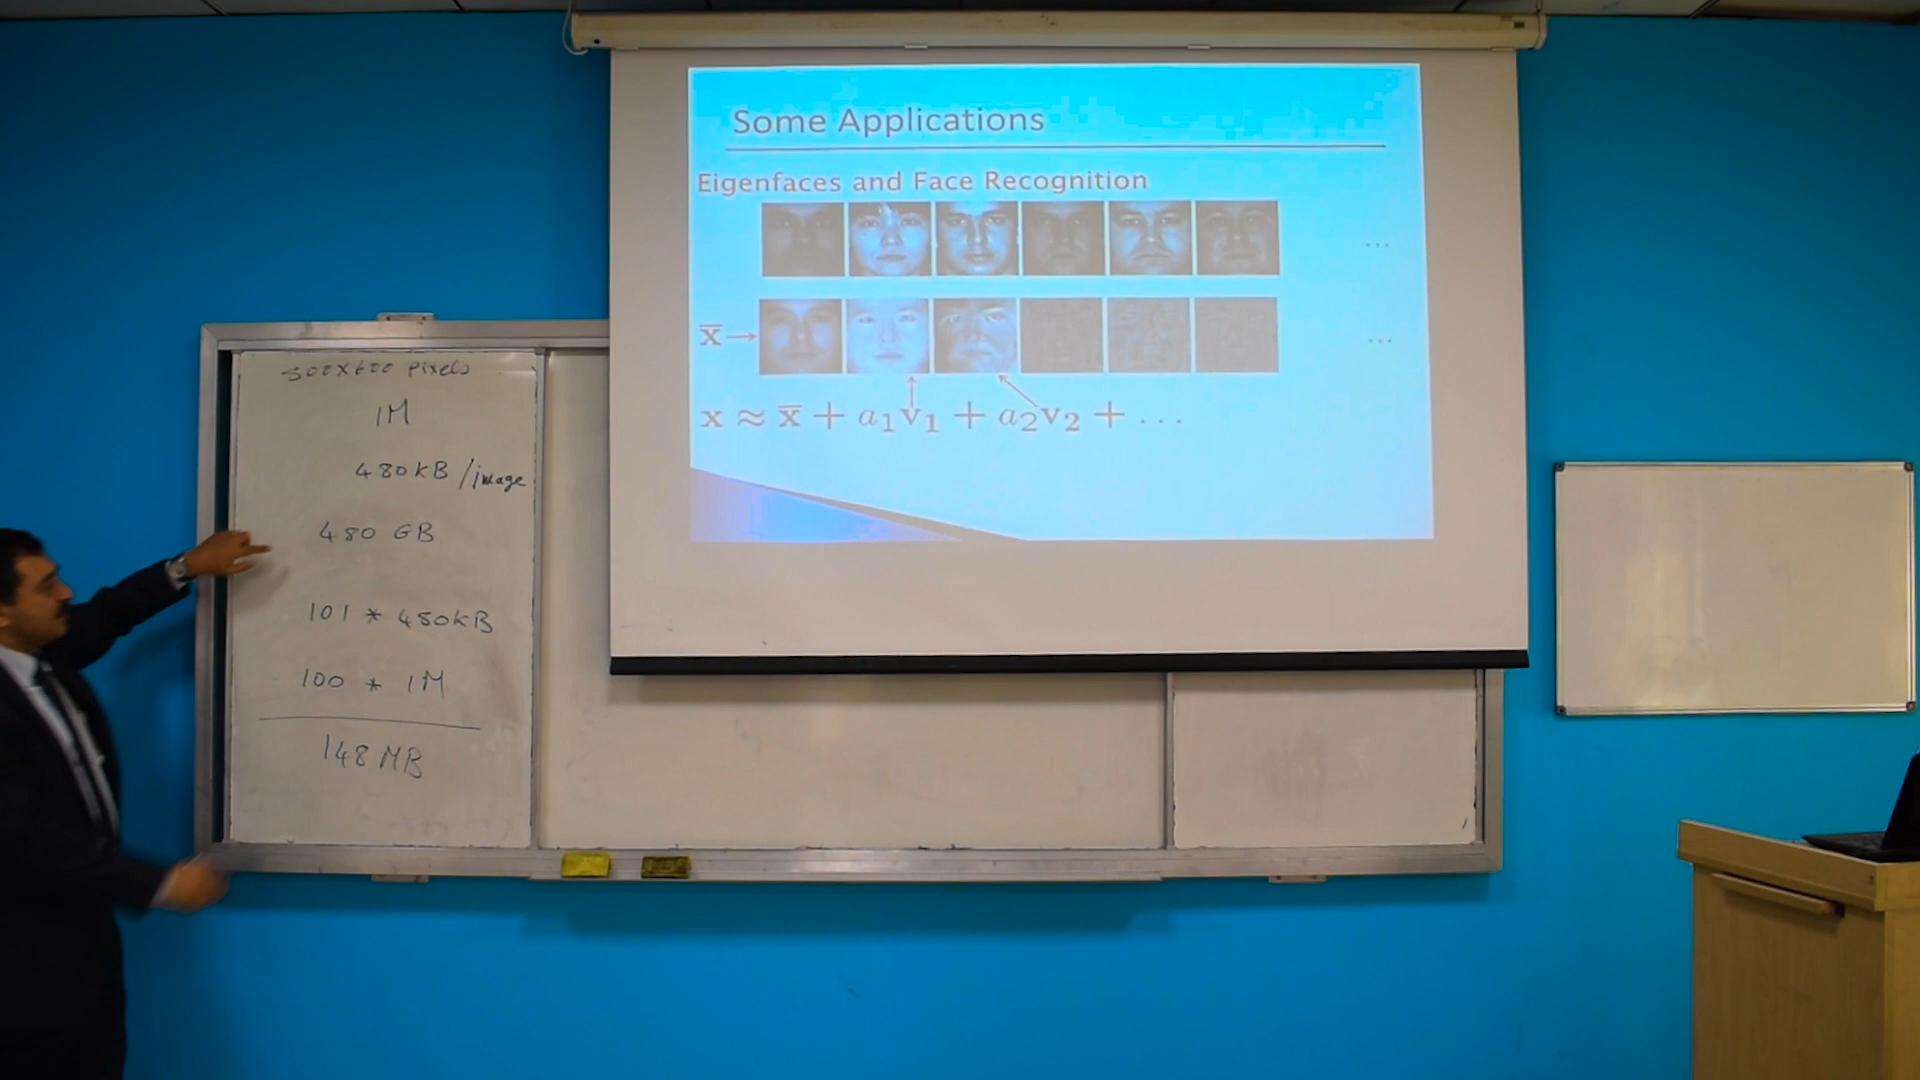 Some Applications
Eigenfaces and Face Recognition
...
x̄ →
...
x ≈ x̄ + a₁v₁ + a₂v₂ + ...
800x600 Pixels
1M
480kB/image
480 GB
101 * 480kB
100 * 1M
148 MB